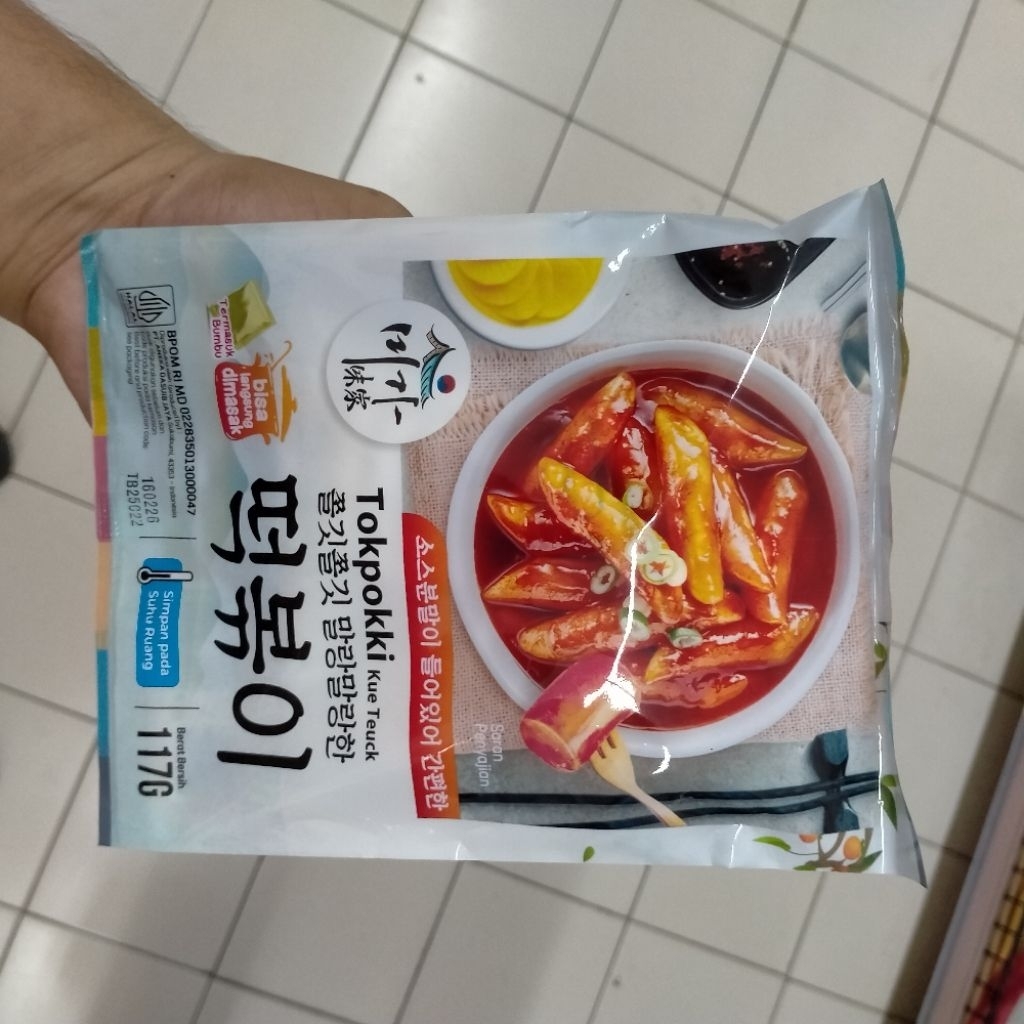 미가
味家
Termasuk
Bumbu
bisa
langsung
dimasak
소스분말이 들어있어 간편한
Tokpokki Kue Teuck
쫄깃쫄깃 말랑말랑한
떡볶이
Saran
Penyajian
HALAL
BPOM RI MD 022835013000047
160226
TB25022
Simpan pada
Suhu Ruang
Berat Bersih
117G